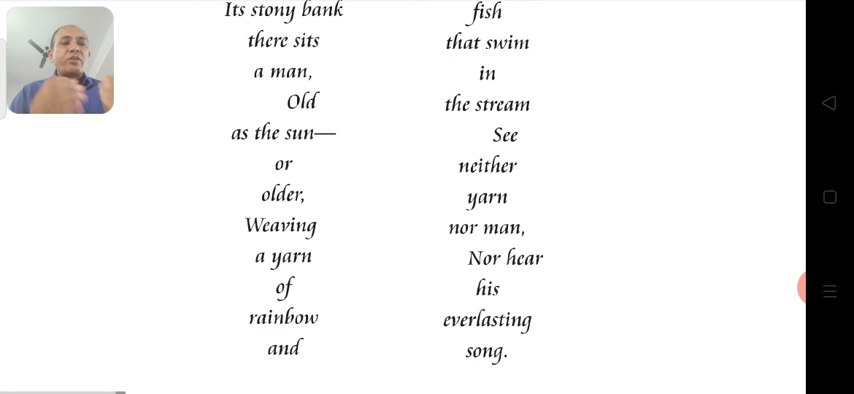 Its stony bank
there sits
a man,
Old
as the sun—
or
older,
Weaving
a yarn
of
rainbow
and
fish
that swim
in
the stream
See
neither
yarn
nor man,
Nor hear
his
everlasting
song.